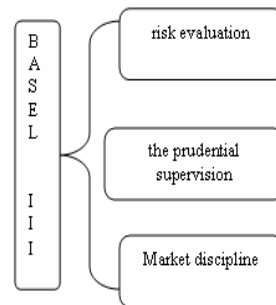 B
A
S
E
L
I
I
I
risk evaluation
the prudential
supervision
Market discipline